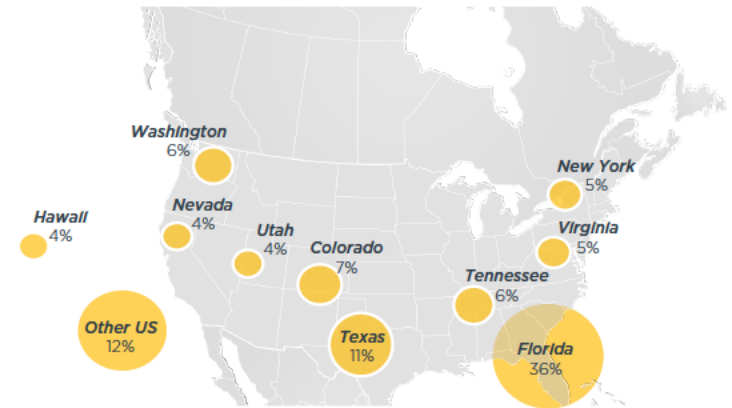 Washington
6%
New York
5%
Nevada
4%
Hawaii
4%
Utah
4%
Virginia
5%
Colorado
7%
Tennessee
6%
Other US
12%
Texas
11%
Florida
36%